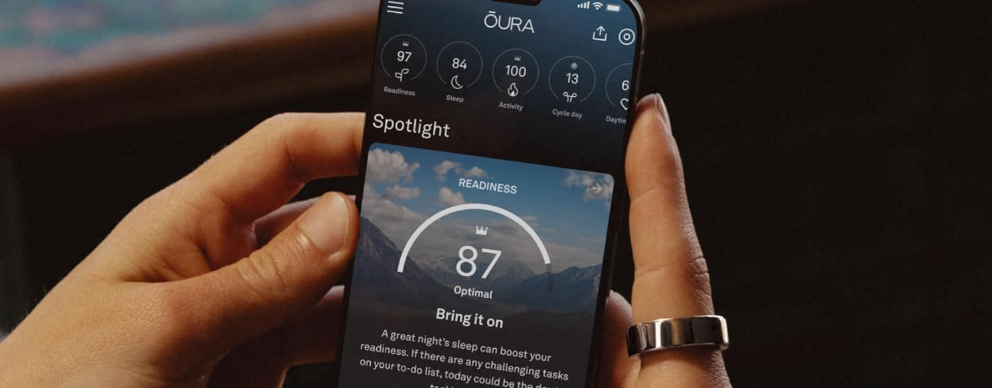 ŌURA
97
84
100
13
6
Readiness
Sleep
Activity
Cycle day
Spotlight
READINESS
87
Optimal
Bring it on
A great night's sleep can boost your
readiness. If there are any challenging tasks
on your to-do list, today could be the